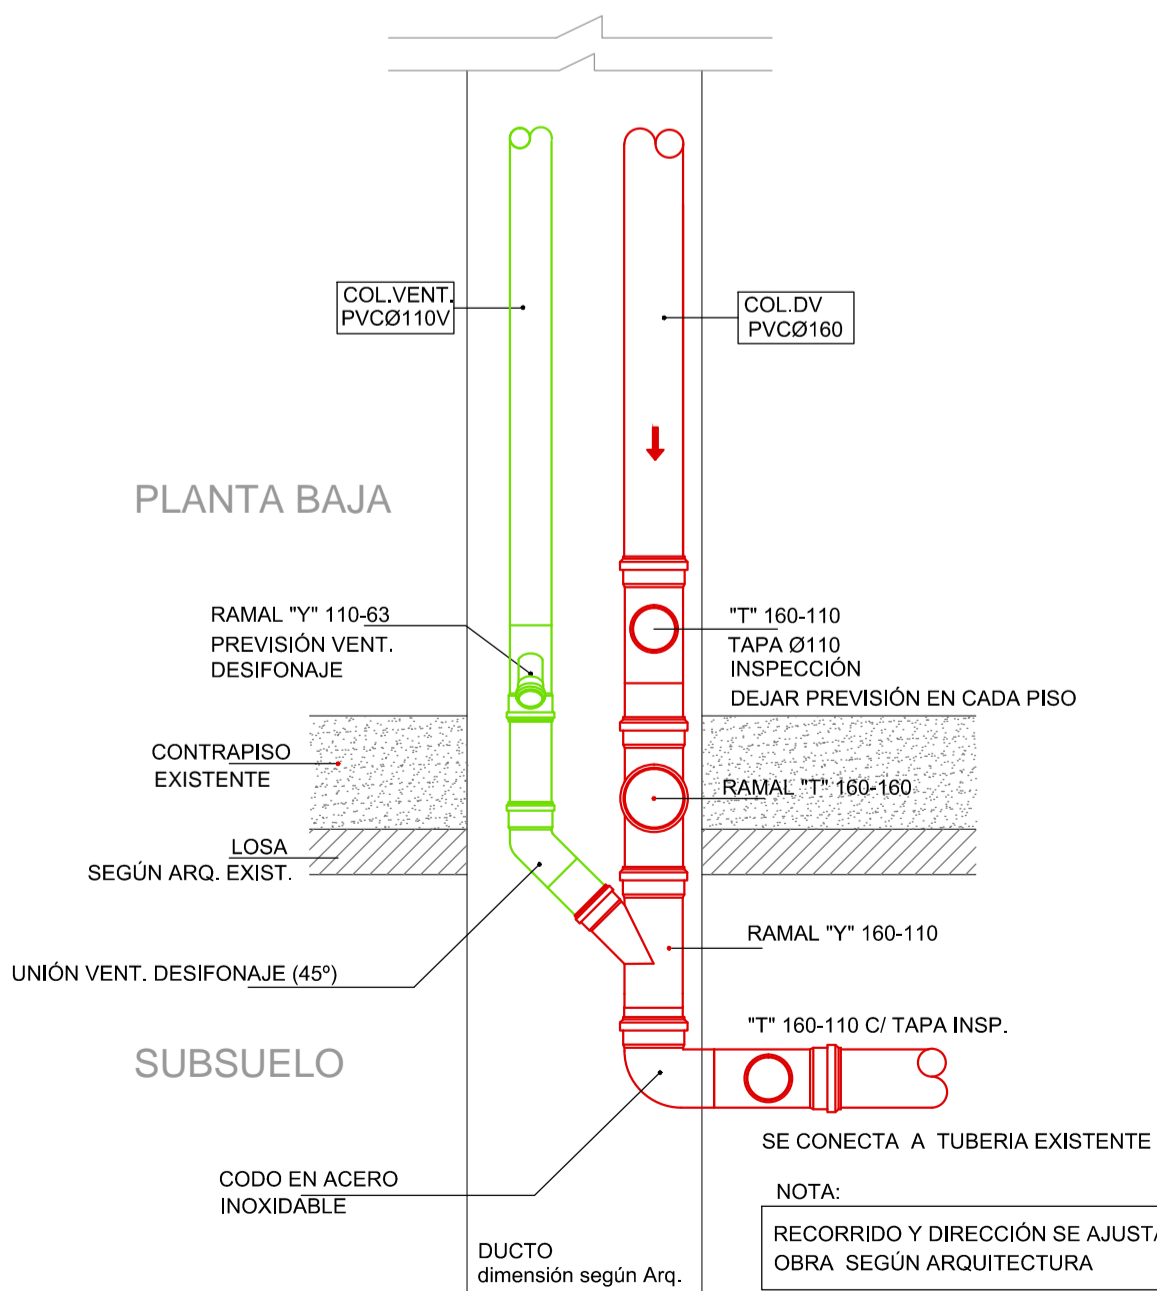 COL.VENT.
PVCØ110V
COL.DV
PVCØ160
PLANTA BAJA
RAMAL "Y" 110-63
PREVISIÓN VENT.
DESIFONAJE
"T" 160-110
TAPA Ø110
INSPECCIÓN
DEJAR PREVISIÓN EN CADA PISO
CONTRAPISO
EXISTENTE
RAMAL "T" 160-160
LOSA
SEGÚN ARQ. EXIST.
RAMAL "Y" 160-110
UNIÓN VENT. DESIFONAJE (45º)
"T" 160-110 C/ TAPA INSP.
SUBSUELO
SE CONECTA A TUBERIA EXISTENTE
CODO EN ACERO
INOXIDABLE
NOTA:
RECORRIDO Y DIRECCIÓN SE AJUSTA
OBRA SEGÚN ARQUITECTURA
DUCTO
dimensión según Arq.